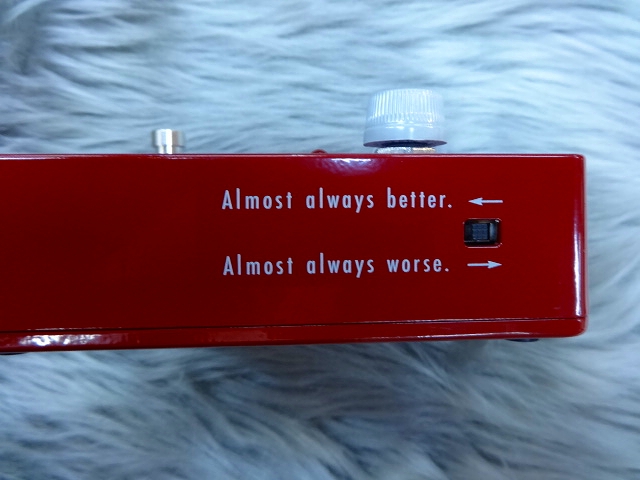 Almost always better. ←
Almost always worse. →